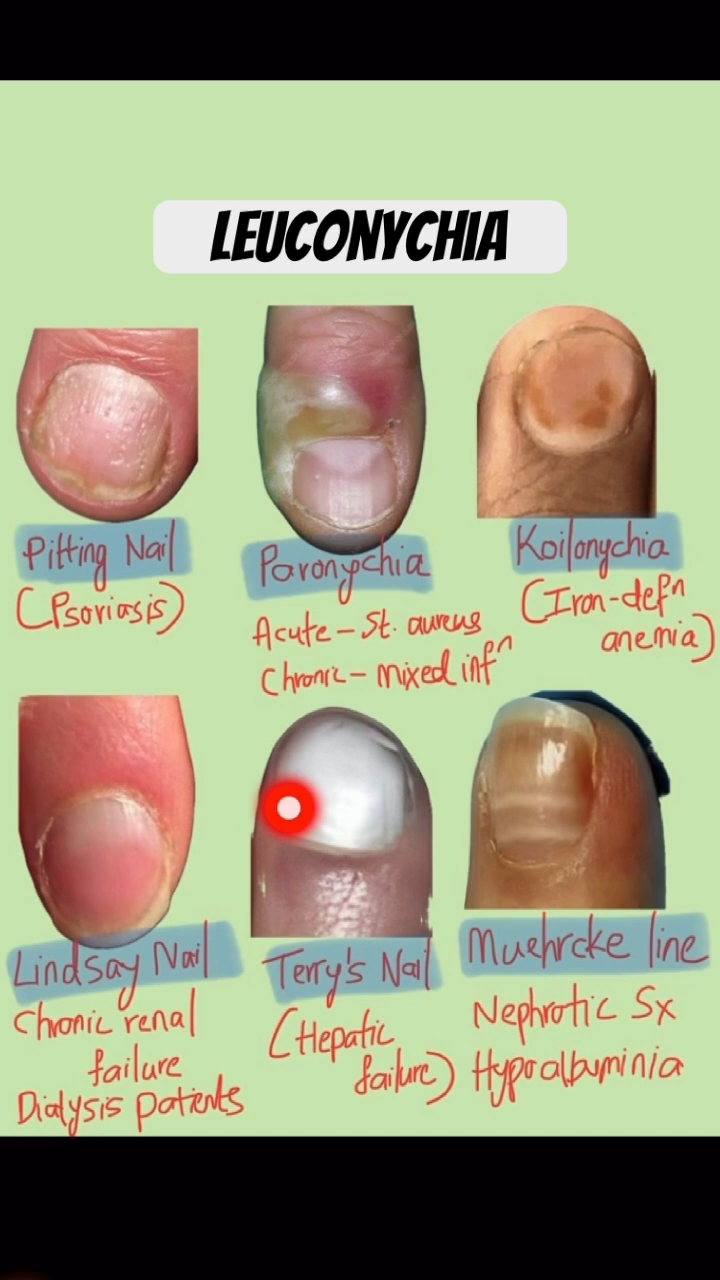 LEUCONYCHIA
Pitting Nail
(Psoriasis)
Paronychia
Acute - St. aureus
Chronic - Mixed infⁿ
Koilonychia
(Iron-defⁿ
anemia)
Lindsay Nail
Chronic renal
failure
Dialysis patients
Terry's Nail
(Hepatic
failure)
Muehrcke line
Nephrotic Sx
Hypoalbuminia